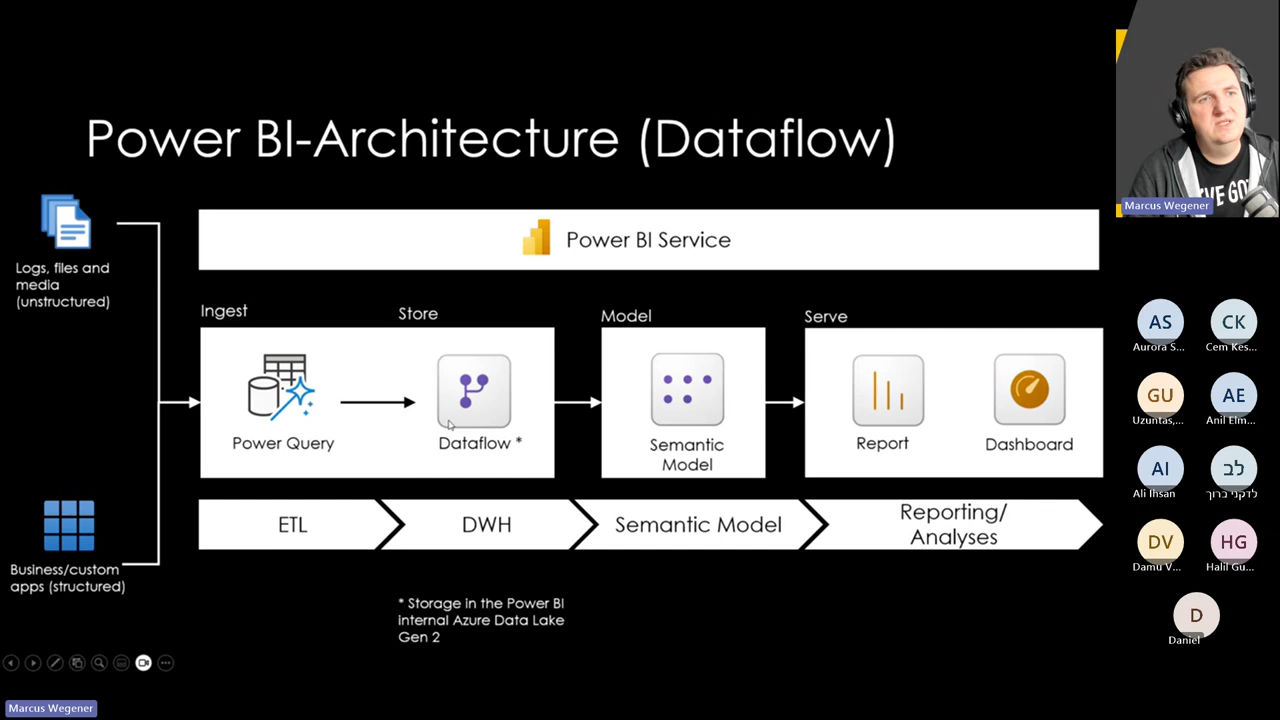 Power BI-Architecture (Dataflow)
Logs, files and
media
(unstructured)
Power BI Service
Ingest
Store
Model
Serve
Power Query
Dataflow *
Semantic
Model
Report
Dashboard
Business/custom
apps (structured)
ETL
DWH
Semantic Model
Reporting/
Analyses
* Storage in the Power BI
internal Azure Data Lake
Gen 2
Marcus Wegener
Marcus Wegener
AS
Aurora S...
CK
Cem Kes...
GU
Uzuntas,...
AE
Anil Elm...
AI
Ali Ihsan
לב
לדקני ברוך
DV
Damu V...
HG
Halil Gu...
D
Daniel